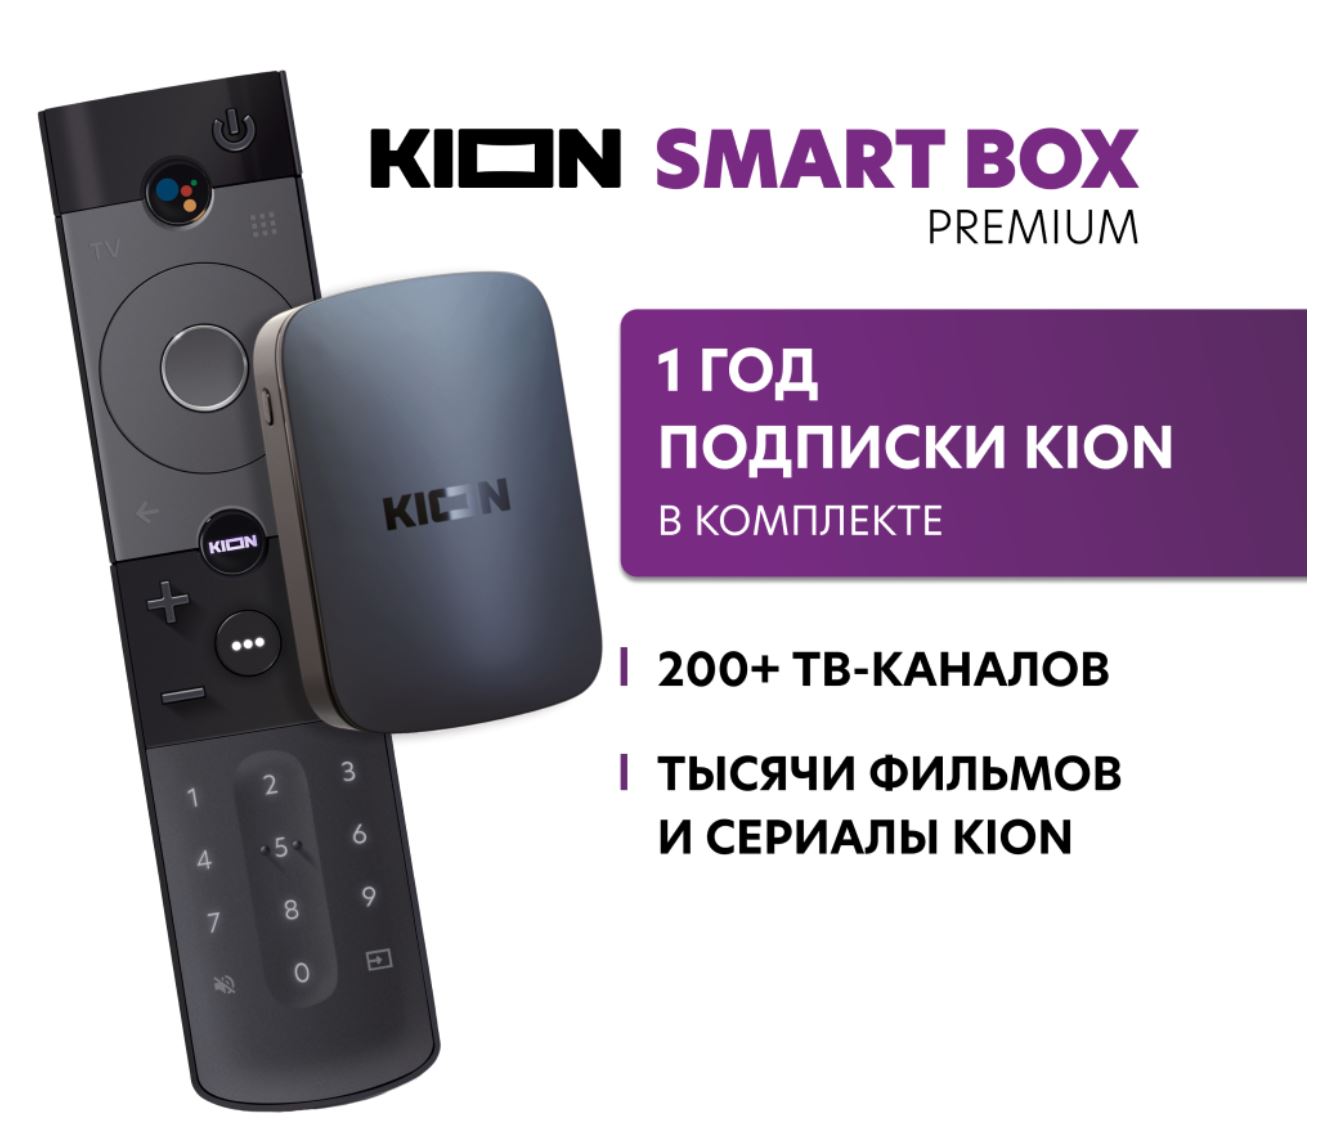 KION SMART BOX
PREMIUM
1 ГОД
ПОДПИСКИ KION
В КОМПЛЕКТЕ
200+ ТВ-КАНАЛОВ
ТЫСЯЧИ ФИЛЬМОВ
И СЕРИАЛЫ KION
TV
KION
KION
1 2 3
4 5 6
7 8 9
0